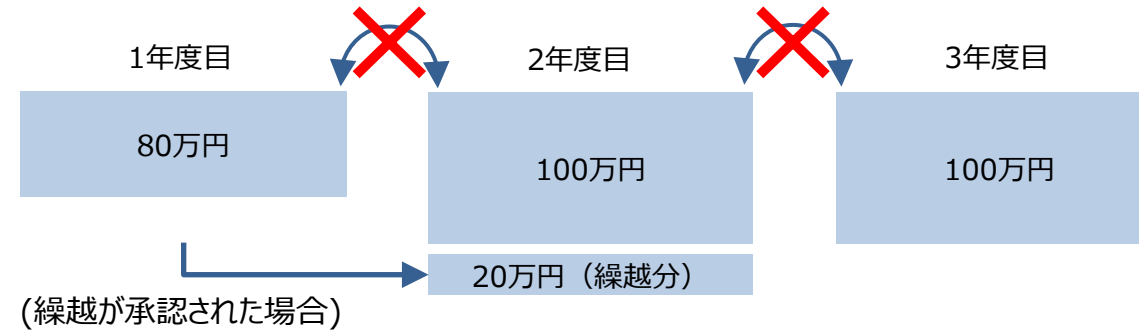 1年度目
2年度目
3年度目
80万円
100万円
100万円
20万円（繰越分）
(繰越が承認された場合)